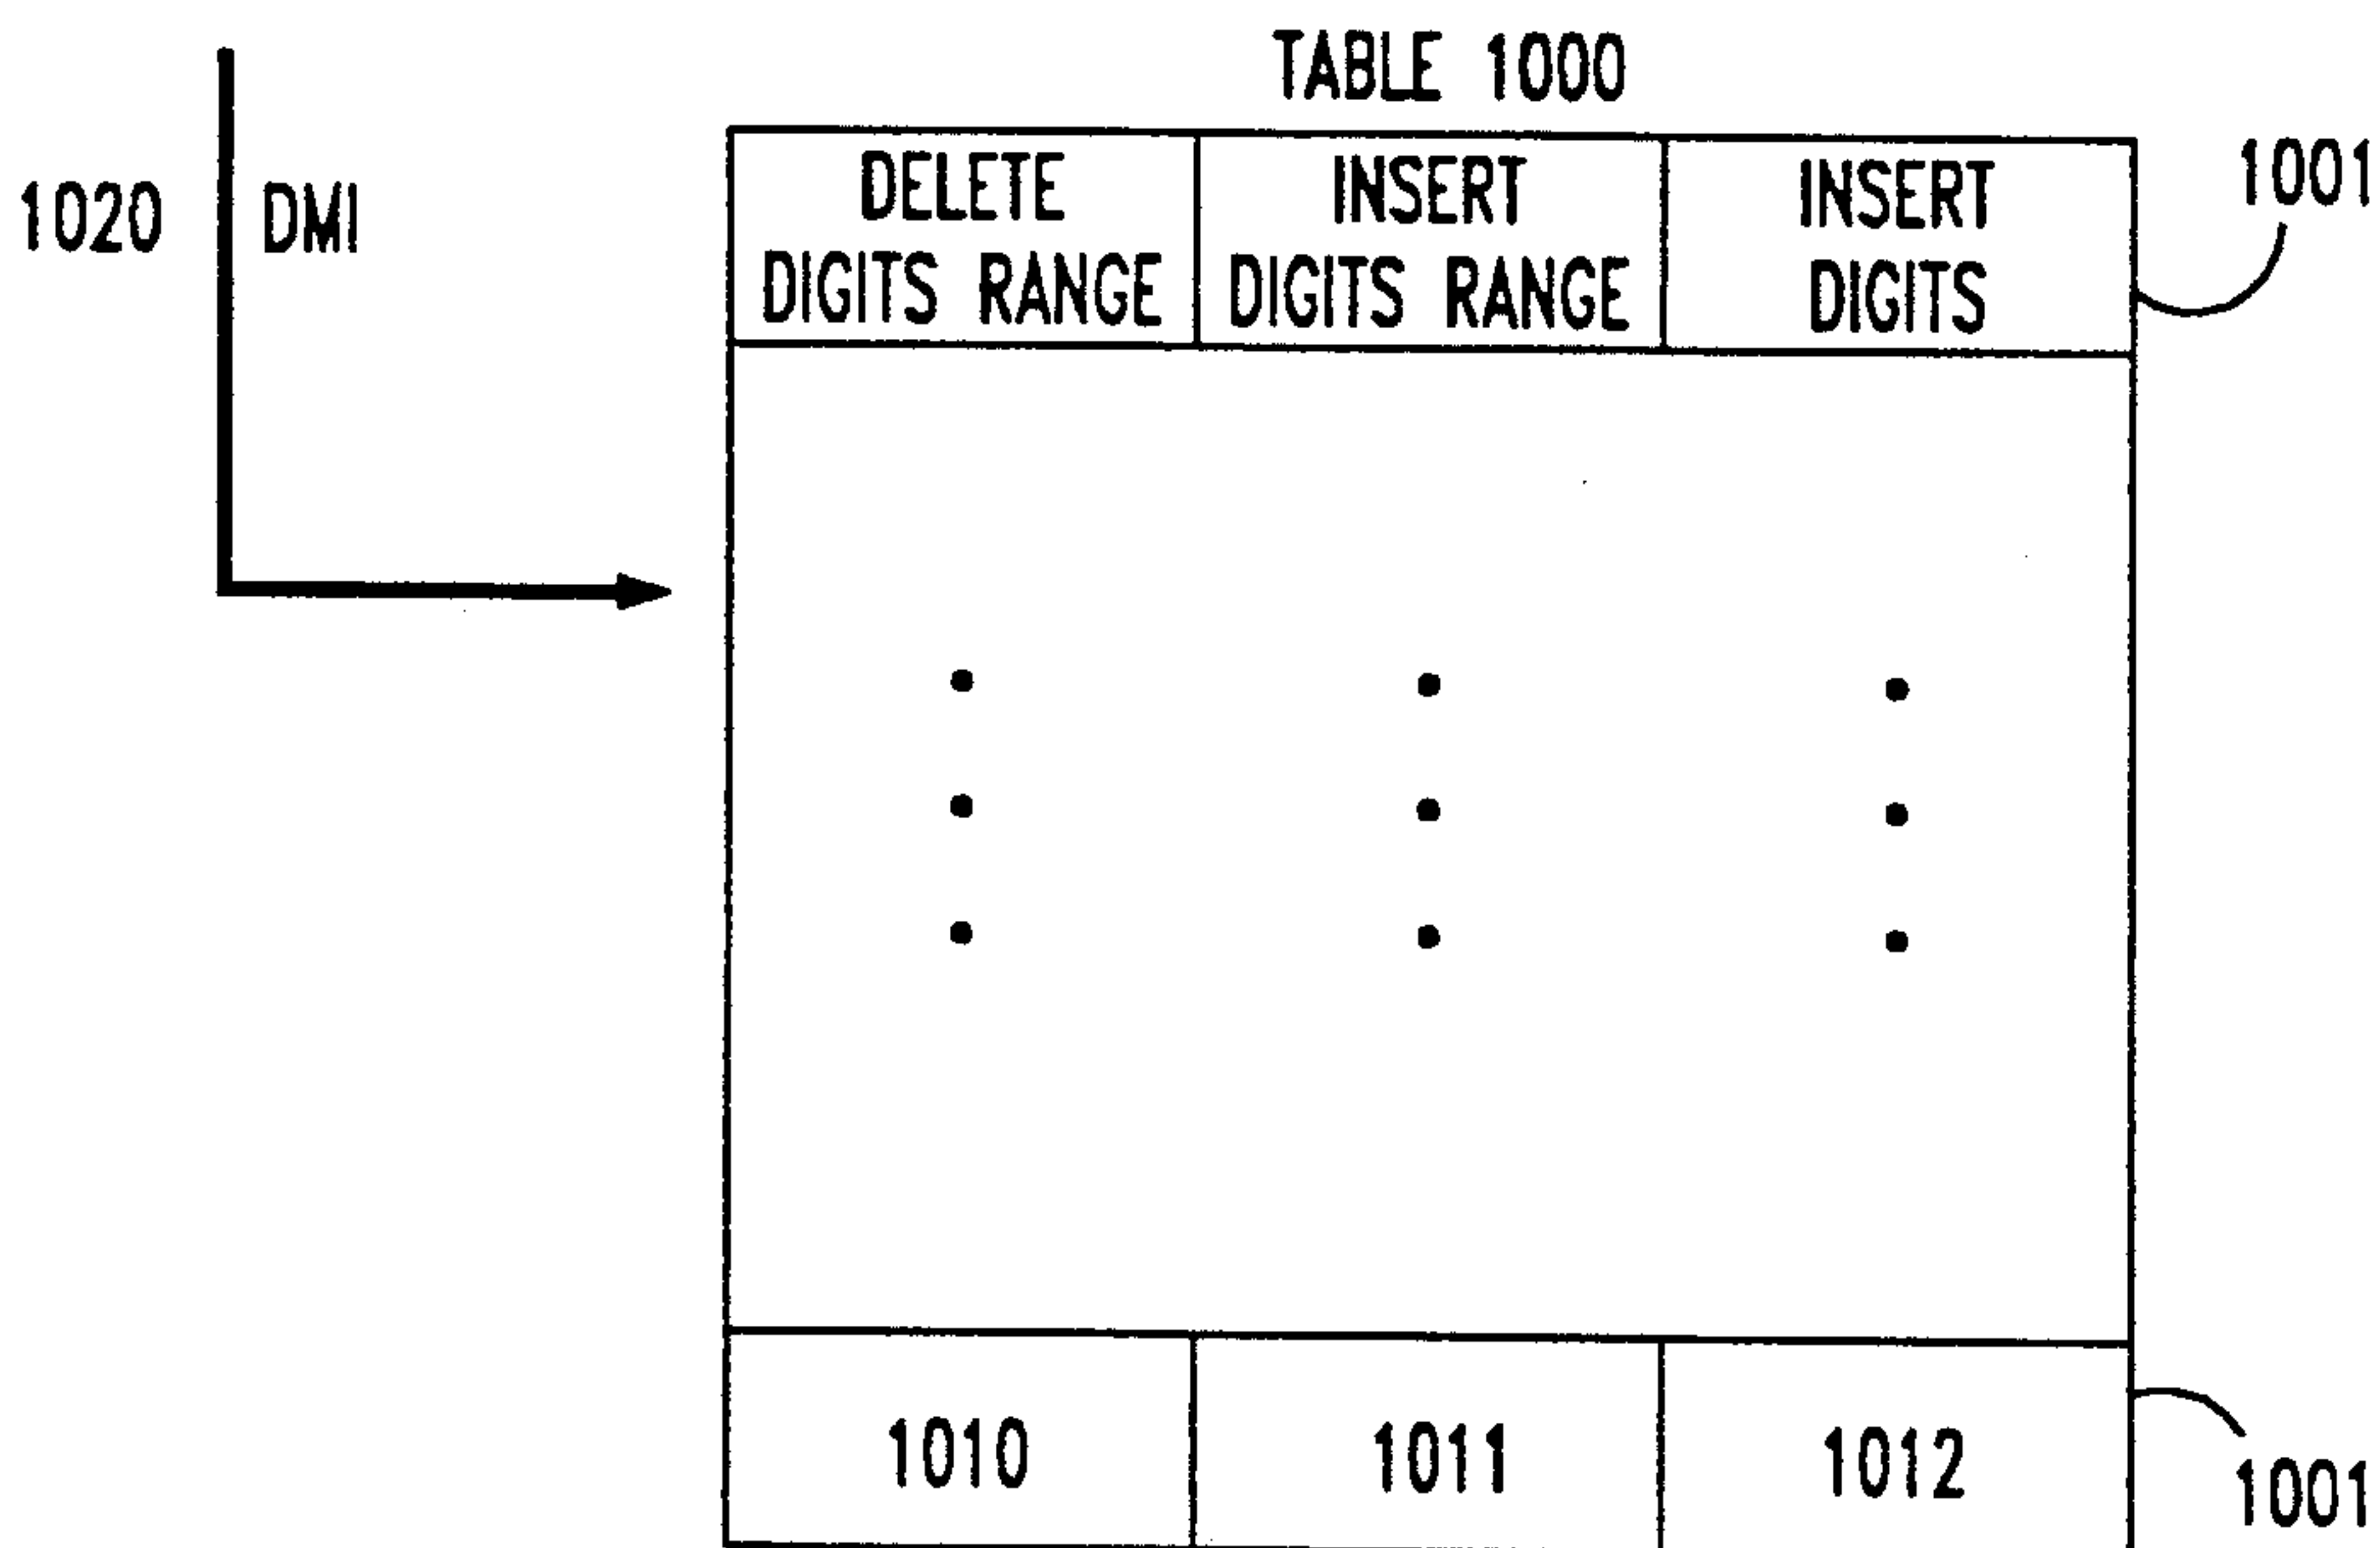 TABLE 1000
1020 DMI
DELETE DIGITS RANGE
INSERT DIGITS RANGE
INSERT DIGITS
1001
1010 1011 1012
1001